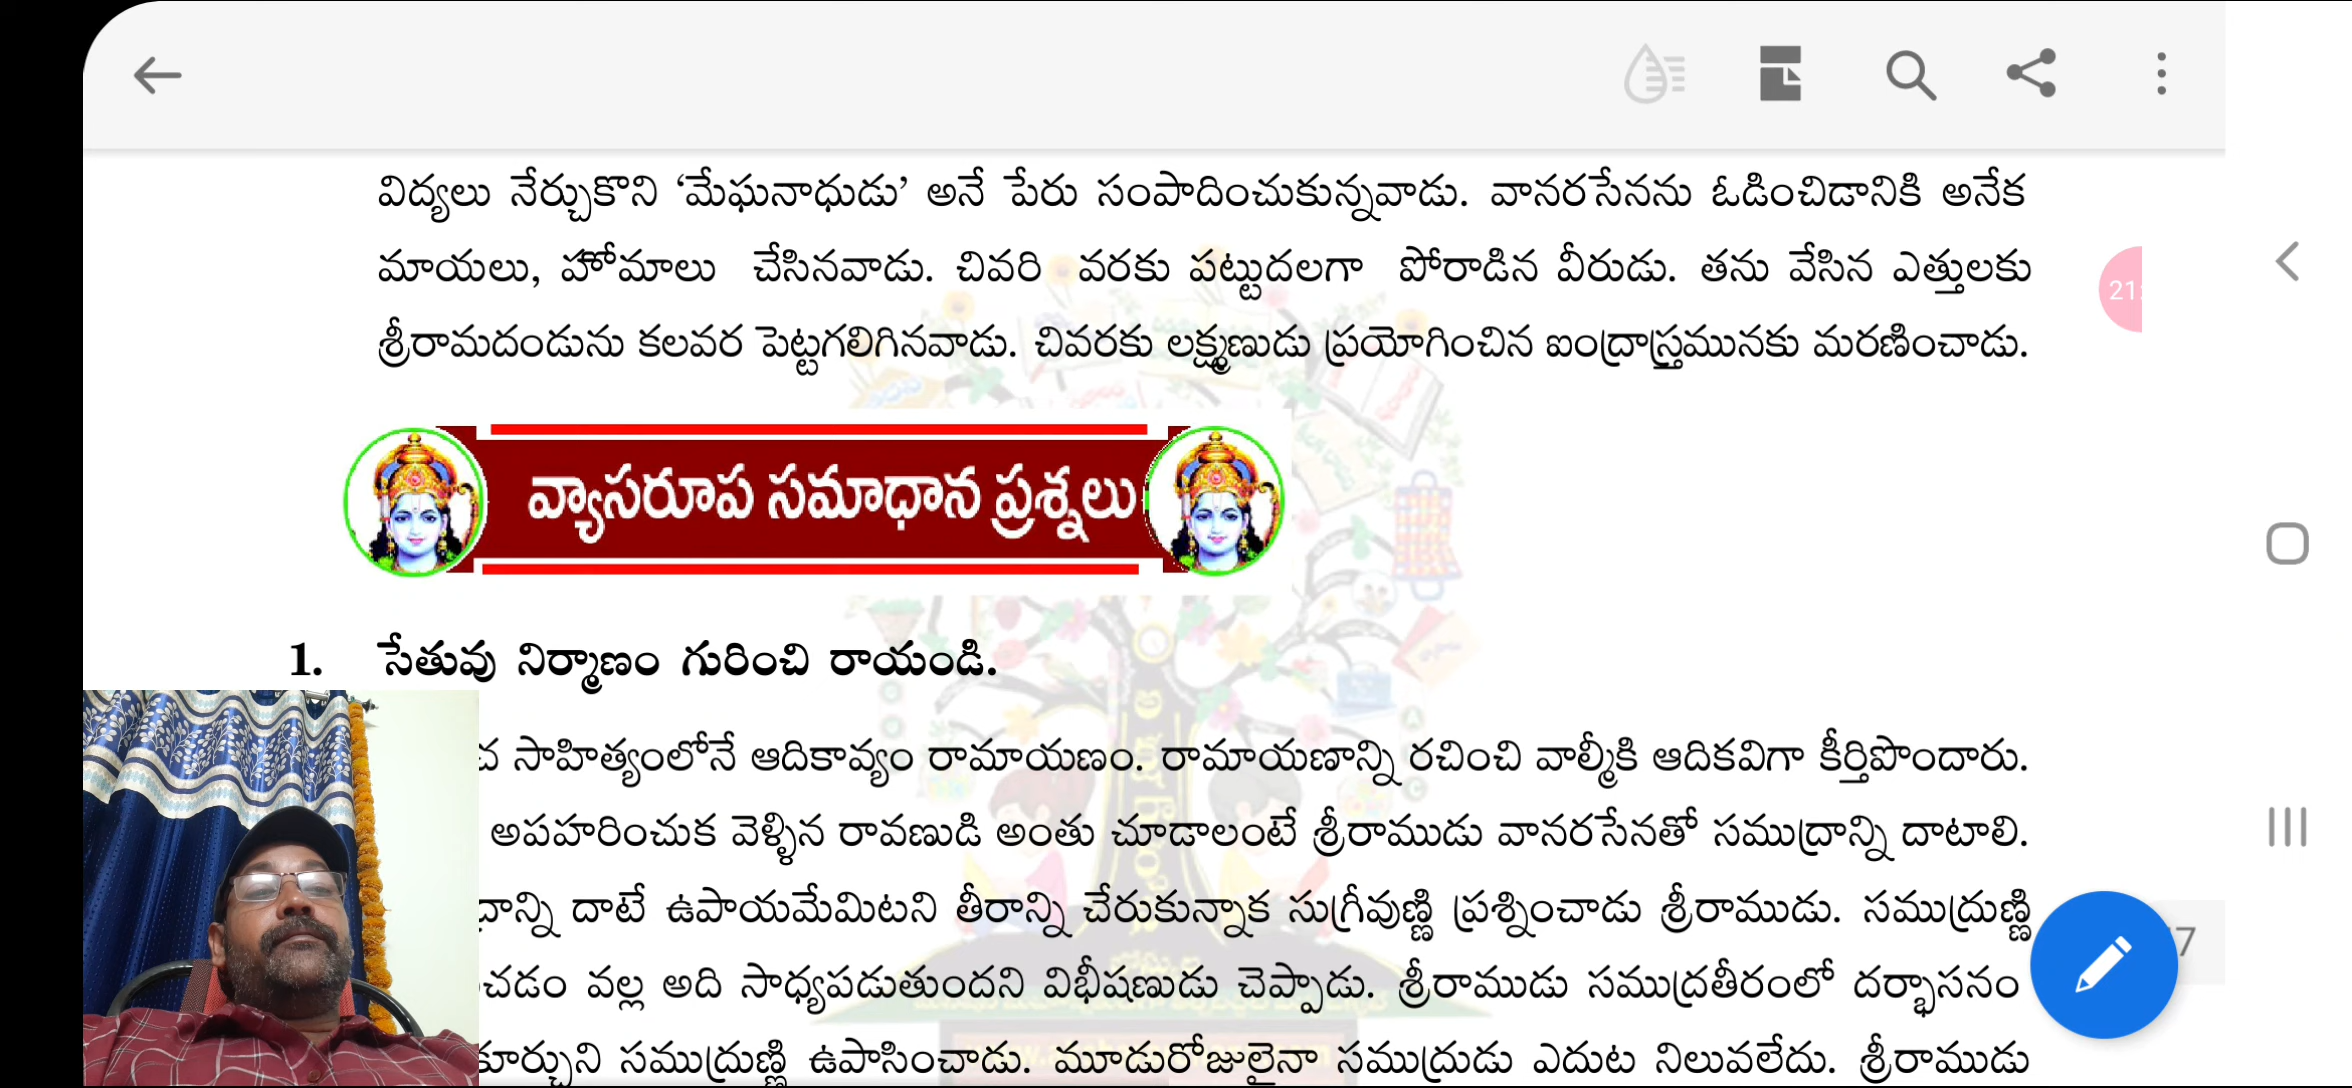 విద్యలు నేర్చుకొని ‘మేఘనాధుడు’ అనే పేరు సంపాదించుకున్నవాడు. వానరసేనను ఓడించిడానికి అనేక
మాయలు, హోమాలు చేసినవాడు. చివరి వరకు పట్టుదలగా పోరాడిన వీరుడు. తను వేసిన ఎత్తులకు
21
శ్రీరామదండును కలవర పెట్టగలిగినవాడు. చివరకు లక్ష్మణుడు ప్రయోగించిన ఐంద్రాస్త్రమునకు మరణించాడు.
వ్యాసరూప సమాధాన ప్రశ్నలు
1. సేతువు నిర్మాణం గురించి రాయండి.
సాహిత్యంలోనే ఆదికావ్యం రామాయణం. రామాయణాన్ని రచించి వాల్మీకి ఆదికవిగా కీర్తిపొందారు.
అపహరించుక వెళ్ళిన రావణుడి అంతు చూడాలంటే శ్రీరాముడు వానరసేనతో సముద్రాన్ని దాటాలి.
దాటే ఉపాయమేమిటని తీరాన్ని చేరుకున్నాక సుగ్రీవుణ్ణి ప్రశ్నించాడు శ్రీరాముడు. సముద్రుణ్ణి
చడం వల్ల అది సాధ్యపడుతుందని విభీషణుడు చెప్పాడు. శ్రీరాముడు సముద్రతీరంలో దర్భాసనం
కూర్చుని సముద్రుణ్ణి ఉపాసించాడు. మూడురోజులైనా సముద్రుడు ఎదుట నిలువలేదు. శ్రీరాముడు